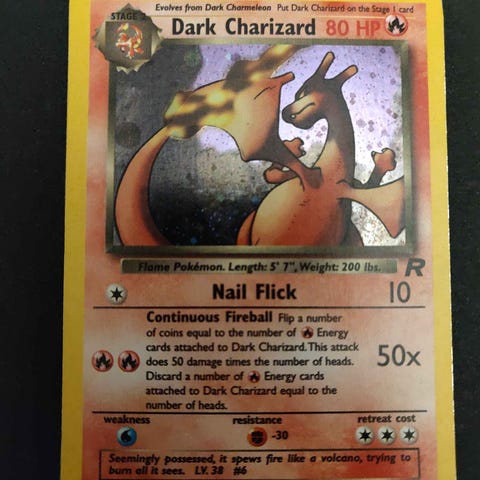 Evolves from Dark Charmeleon Put Dark Charizard on the Stage 1 card
STAGE 2
Dark Charizard 80 HP
Flame Pokémon. Length: 5' 7", Weight: 200 lbs.
R
Nail Flick 10
Continuous Fireball Flip a number
of coins equal to the number of Energy
cards attached to Dark Charizard. This attack
does 50 damage times the number of heads.
50x
Discard a number of Energy cards
attached to Dark Charizard equal to the
number of heads.
weakness resistance retreat cost
-30
Seemingly possessed, it spews fire like a volcano, trying to
burn all it sees. LV. 38 #6